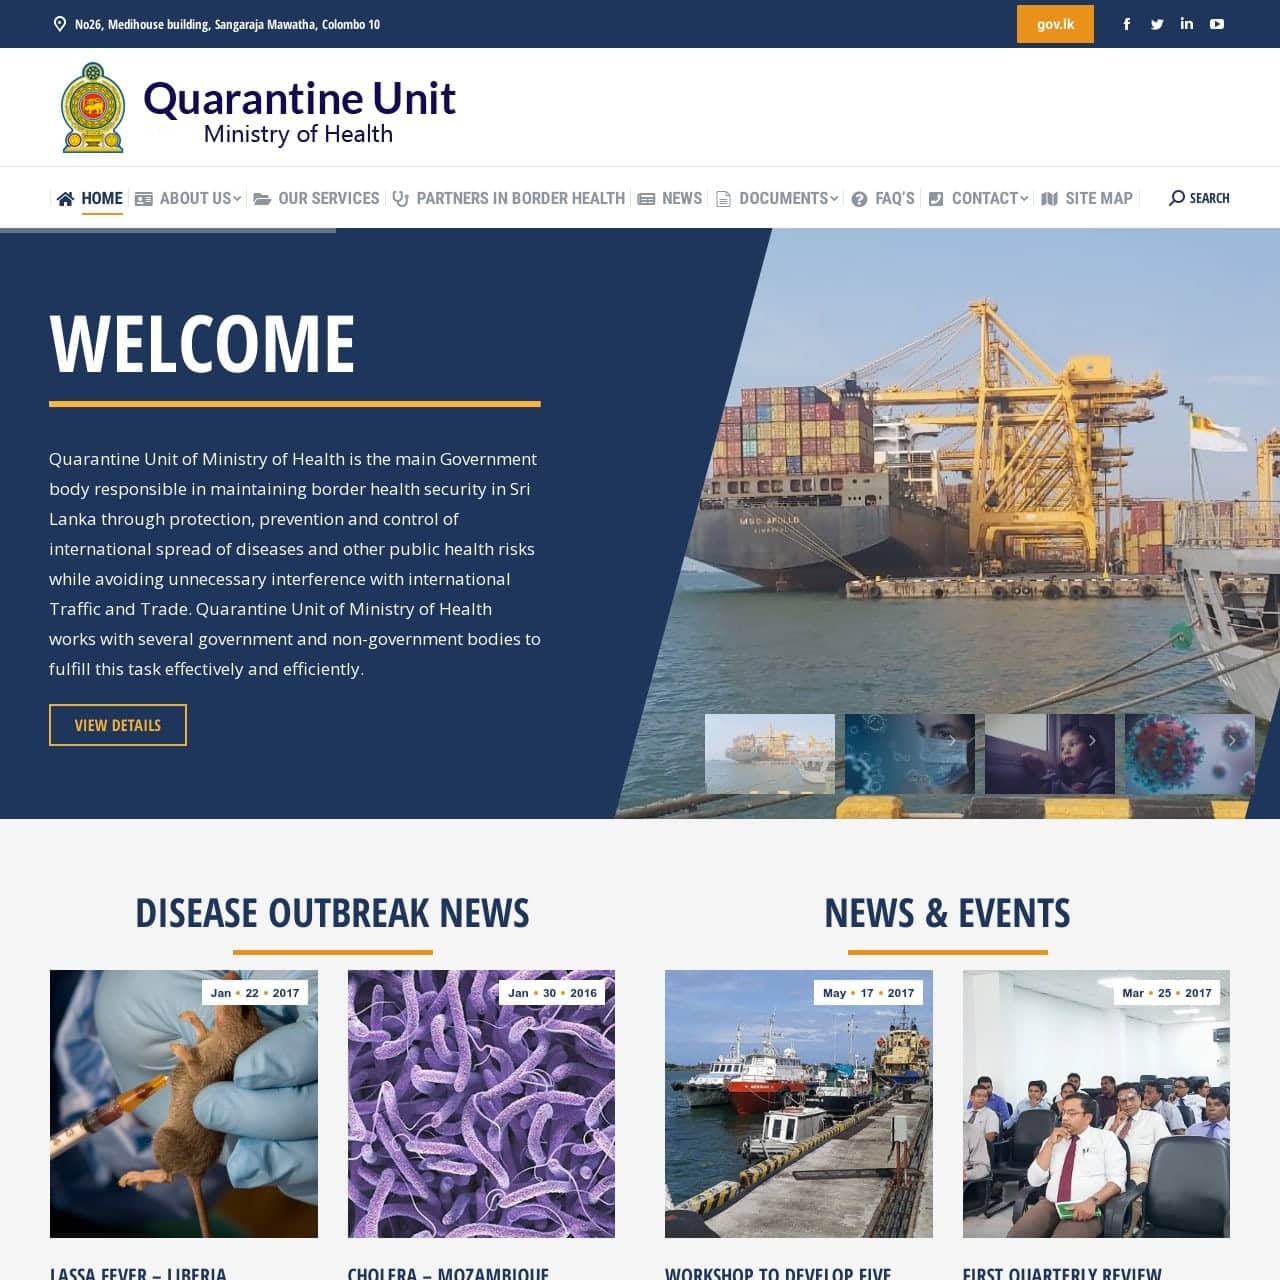 No26, Medihouse building, Sangaraja Mawatha, Colombo 10
gov.lk
Quarantine Unit
Ministry of Health
HOME
ABOUT US
OUR SERVICES
PARTNERS IN BORDER HEALTH
NEWS
DOCUMENTS
FAQ'S
CONTACT
SITE MAP
SEARCH
WELCOME
Quarantine Unit of Ministry of Health is the main Government
body responsible in maintaining border health security in Sri
Lanka through protection, prevention and control of
international spread of diseases and other public health risks
while avoiding unnecessary interference with international
Traffic and Trade. Quarantine Unit of Ministry of Health
works with several government and non-government bodies to
fulfill this task effectively and efficiently.
VIEW DETAILS
DISEASE OUTBREAK NEWS
NEWS & EVENTS
Jan • 22 • 2017
Jan • 30 • 2016
May • 17 • 2017
Mar • 25 • 2017
LASSA FEVER – LIBERIA
CHOLERA – MOZAMBIQUE
WORKSHOP TO DEVELOP FIVE
FIRST QUARTERLY REVIEW